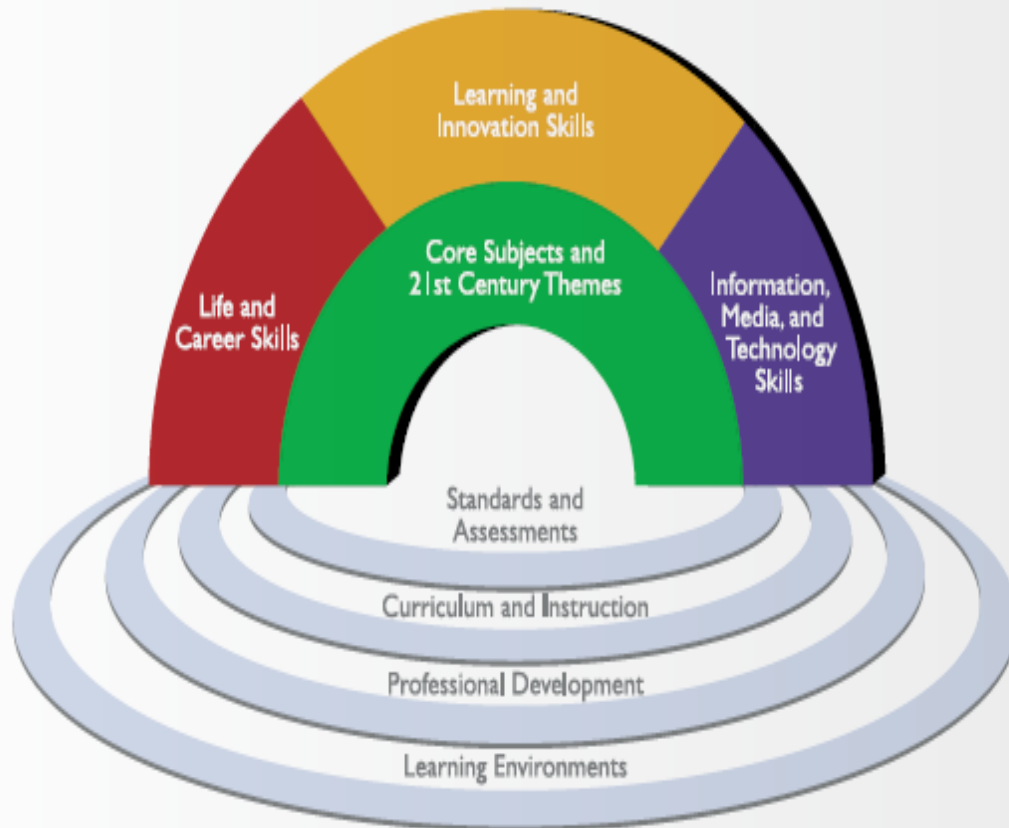 Learning and
Innovation Skills
Core Subjects and
21st Century Themes
Life and
Career Skills
Information,
Media, and
Technology
Skills
Standards and
Assessments
Curriculum and Instruction
Professional Development
Learning Environments